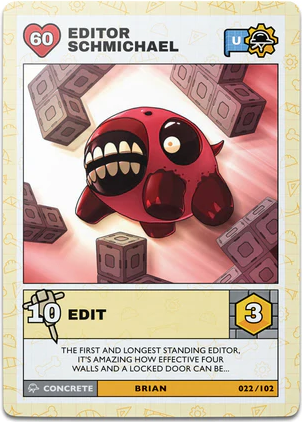 60
EDITOR
SCHMICHAEL
U
10 EDIT
3
THE FIRST AND LONGEST STANDING EDITOR,
IT'S AMAZING HOW EFFECTIVE FOUR
WALLS AND A LOCKED DOOR CAN BE...
CONCRETE BRIAN 022/102